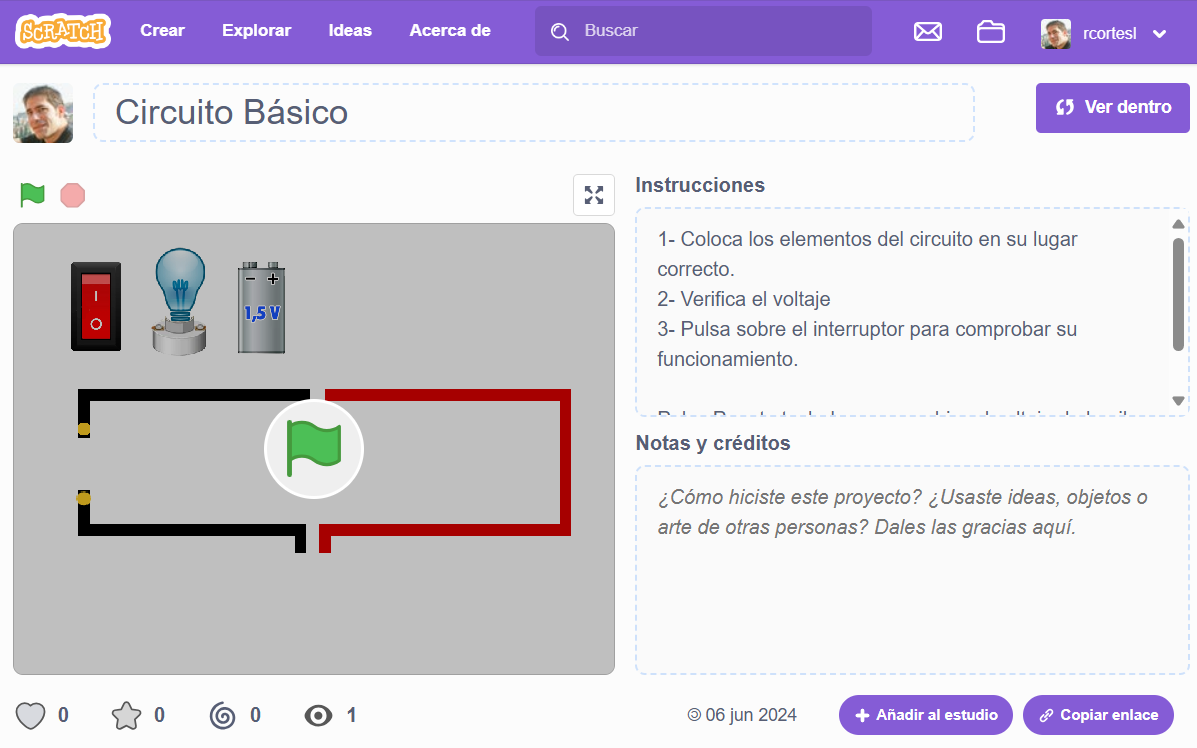 SCRATCH
Crear
Explorar
Ideas
Acerca de
Buscar
rcortesl
Circuito Básico
Ver dentro
Instrucciones
1- Coloca los elementos del circuito en su lugar
correcto.
2- Verifica el voltaje
3- Pulsa sobre el interruptor para comprobar su
funcionamiento.
1,5 V
Notas y créditos
¿Cómo hiciste este proyecto? ¿Usaste ideas, objetos o
arte de otras personas? Dales las gracias aquí.
0
0
0
1
06 jun 2024
Añadir al estudio
Copiar enlace